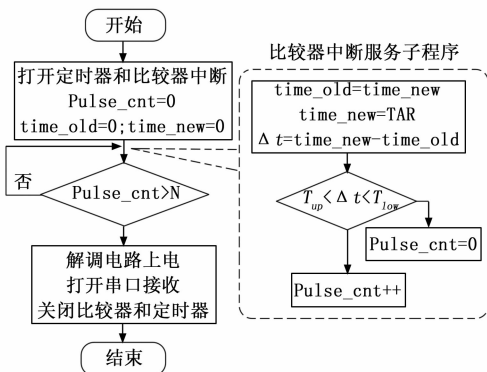 开始
打开定时器和比较器中断
Pulse_cnt=0
time_old=0;time_new=0
否
Pulse_cnt>N
解调电路上电
打开串口接收
关闭比较器和定时器
结束
比较器中断服务子程序
time_old=time_new
time_new=TAR
Δt=time_new-time_old
T_up<Δt<T_low
Pulse_cnt=0
Pulse_cnt++